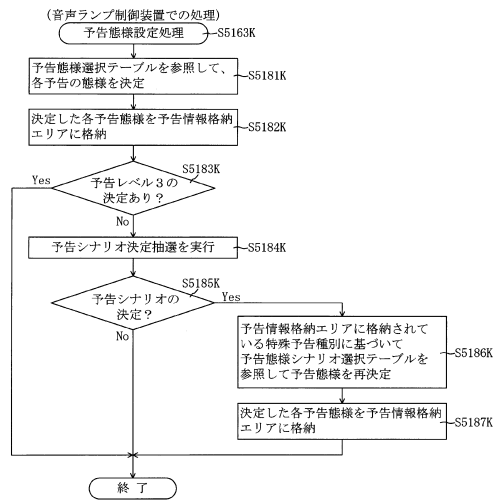 (音声ランプ制御装置での処理)
予告態様設定処理
S5163K
予告態様選択テーブルを参照して、
各予告の態様を決定
S5181K
決定した各予告態様を予告情報格納
エリアに格納
S5182K
S5183K
Yes
予告レベル3の
決定あり?
No
予告シナリオ決定抽選を実行
S5184K
S5185K
予告シナリオの
決定?
Yes
No
予告情報格納エリアに格納されて
いる特殊予告種別に基づいて
予告態様シナリオ選択テーブルを
参照して予告態様を再決定
S5186K
決定した各予告態様を予告情報格納
エリアに格納
S5187K
終了